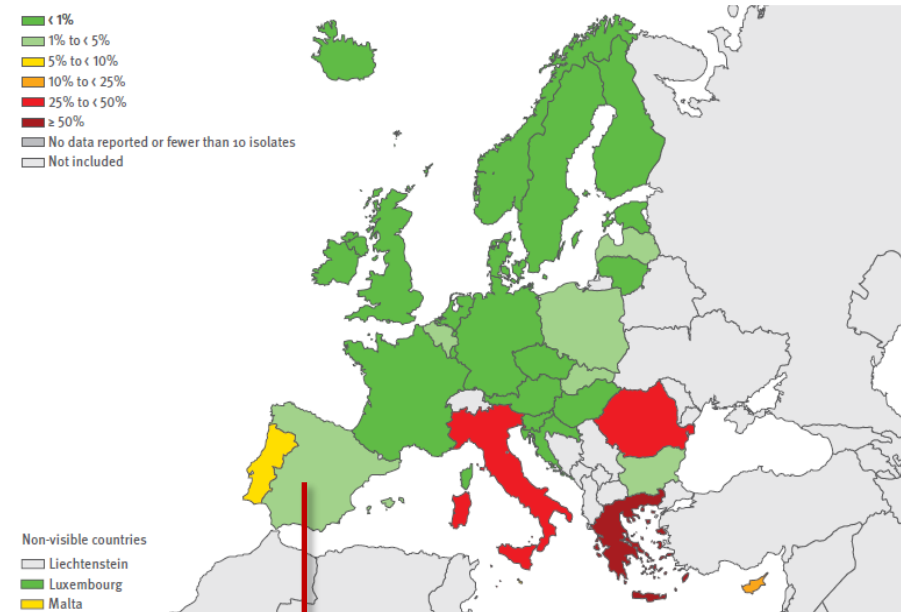 < 1%
1% to < 5%
5% to < 10%
10% to < 25%
25% to < 50%
≥ 50%
No data reported or fewer than 10 isolates
Not included
Non-visible countries
Liechtenstein
Luxembourg
Malta